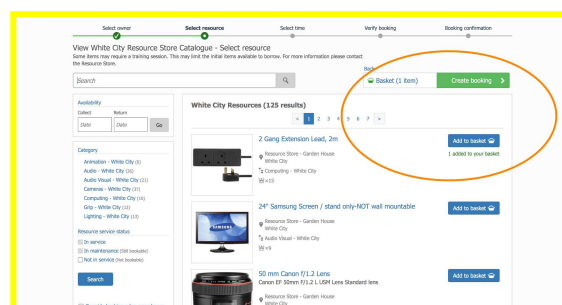 Select owner
Select resource
Select time
Verify booking
Booking confirmation
View White City Resource Store Catalogue - Select resource
Some items may require a training session. This may limit the initial items available to borrow. For more information please contact
the Resource Store.
Search
Basket (1 item)
Create booking
Availability
Collect
Return
Date
Date
Go
Category
Animation - White City (6)
Audio - White City
Audio Visual - White City (21)
Cameras - White City
Computing - White City
Grip - White City
Lighting - White City
Resource service status
In service
In maintenance (Still bookable)
Not in service (Not bookable)
Search
White City Resources (125 results)
« 1 2 3 4 5 6 7 »
2 Gang Extension Lead, 2m
Resource Store - Garden House
White City
Computing - White City
×15
Add to basket
1 added to your basket
24" Samsung Screen / stand only-NOT wall mountable
Resource Store - Garden House
White City
Audio Visual - White City
×9
Add to basket
SAMSUNG
50 mm Canon f/1.2 Lens
Canon EF 50mm f/1.2 L USM Lens Standard lens
Resource Store - Garden House
White City
Add to basket